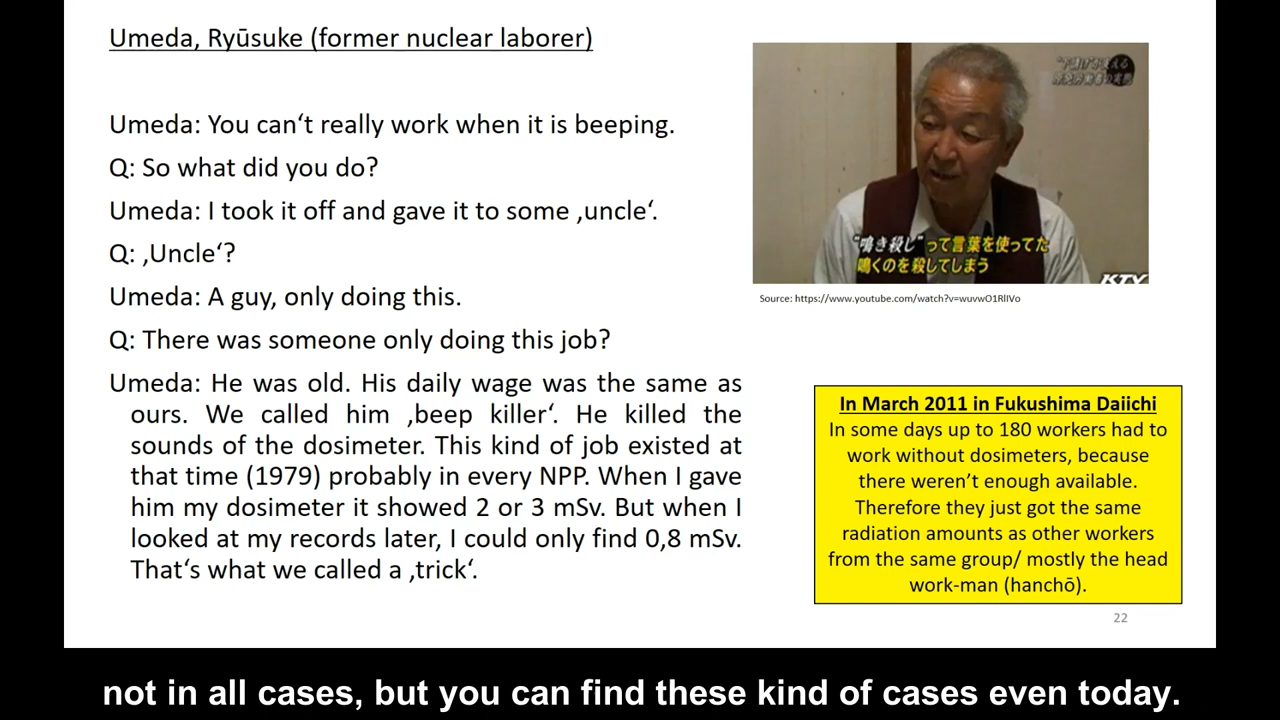 Umeda, Ryūsuke (former nuclear laborer)
Umeda: You can‘t really work when it is beeping.
Q: So what did you do?
Umeda: I took it off and gave it to some ‚uncle‘.
Q: ‚Uncle‘?
Umeda: A guy, only doing this.
Q: There was someone only doing this job?
Umeda: He was old. His daily wage was the same as
ours. We called him ‚beep killer‘. He killed the
sounds of the dosimeter. This kind of job existed at
that time (1979) probably in every NPP. When I gave
him my dosimeter it showed 2 or 3 mSv. But when I
looked at my records later, I could only find 0,8 mSv.
That‘s what we called a ‚trick‘.
“鳴き殺し”って言葉を使ってた
鳴くのを殺してしまう
KTV
Source: https://www.youtube.com/watch?v=wuvwO1RlIVo
In March 2011 in Fukushima Daiichi
In some days up to 180 workers had to
work without dosimeters, because
there weren’t enough available.
Therefore they just got the same
radiation amounts as other workers
from the same group/ mostly the head
work-man (hanchō).
22
not in all cases, but you can find these kind of cases even today.